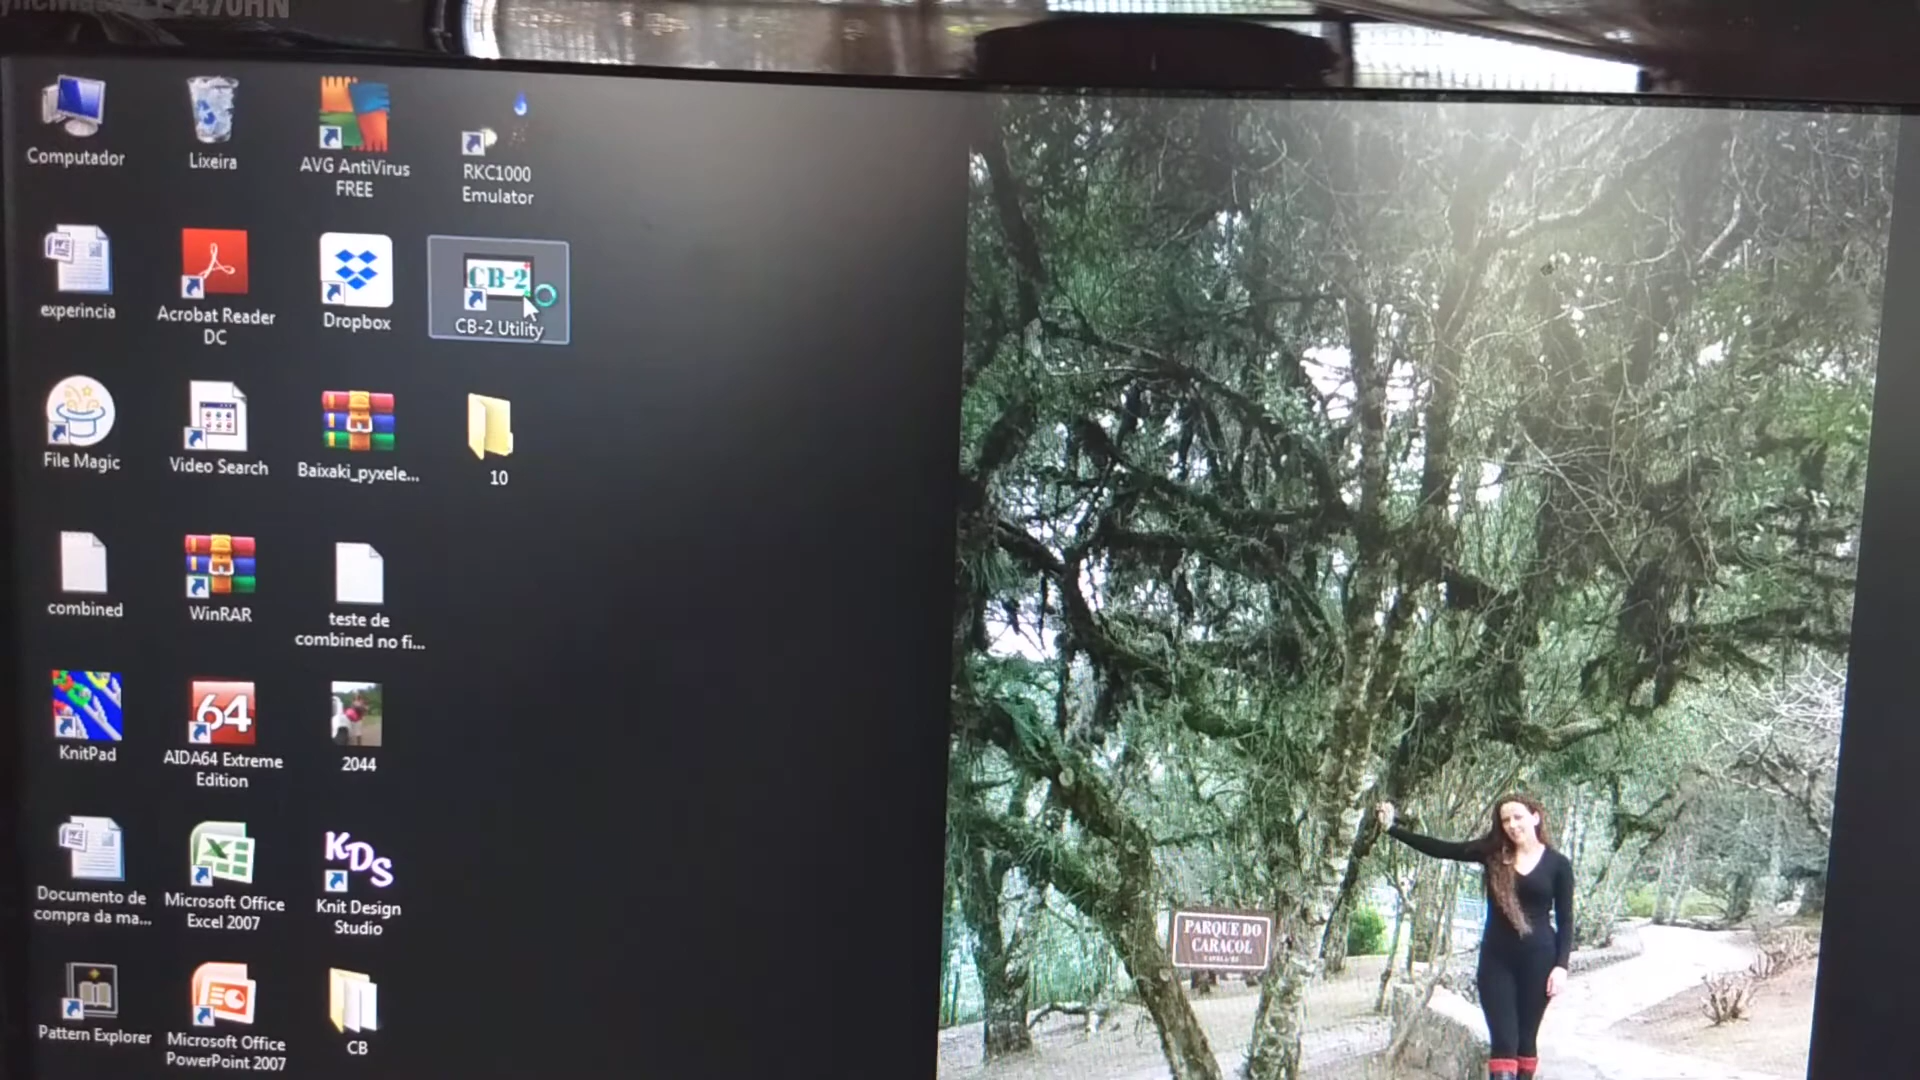 P2470HN
Computador
Lixeira
AVG AntiVirus
FREE
RKC1000
Emulator
experincia
Acrobat Reader
DC
Dropbox
CB-2
CB-2 Utility
File Magic
Video Search
Baixaki_pyxele...
10
combined
WinRAR
teste de
combined no fi...
KnitPad
64
AIDA64 Extreme
Edition
2044
Documento de
compra da ma...
Microsoft Office
Excel 2007
KDS
Knit Design
Studio
Pattern Explorer
Microsoft Office
PowerPoint 2007
CB
PARQUE DO
CARACOL